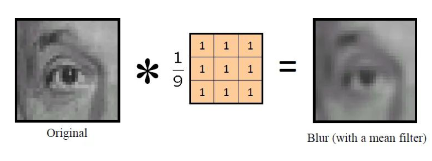 *
1
9
1 1 1
1 1 1
1 1 1
=
Original
Blur (with a mean filter)